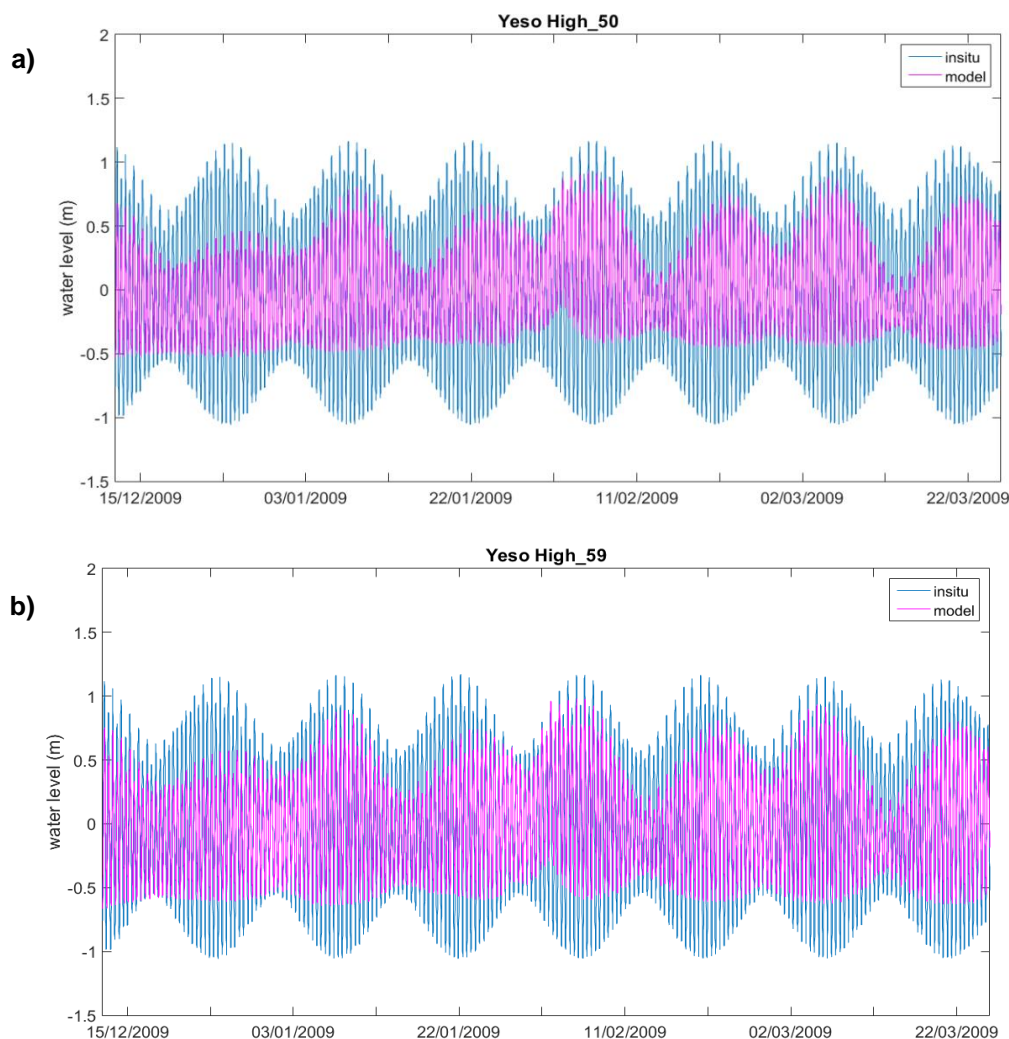 Yeso High_50
a)
2
1.5
1
0.5
0
-0.5
-1
-1.5
water level (m)
insitu
model
15/12/2009 03/01/2009 22/01/2009 11/02/2009 02/03/2009 22/03/2009
Yeso High_59
b)
2
1.5
1
0.5
0
-0.5
-1
-1.5
water level (m)
insitu
model
15/12/2009 03/01/2009 22/01/2009 11/02/2009 02/03/2009 22/03/2009